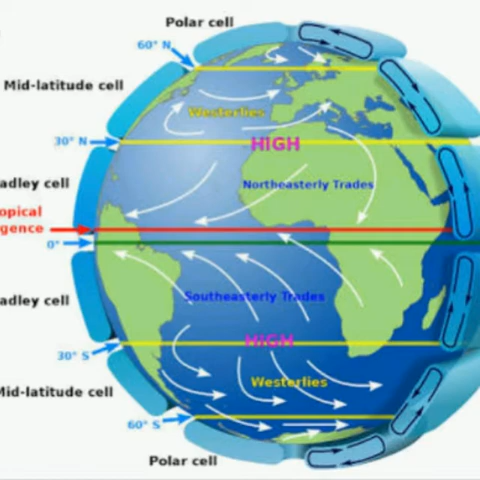 Polar cell
60° N
Mid-latitude cell
Westerlies
30° N
HIGH
adley cell
Northeasterly Trades
opical
gence
0°
Southeasterly Trades
adley cell
HIGH
30° S
Westerlies
Mid-latitude cell
60° S
Polar cell